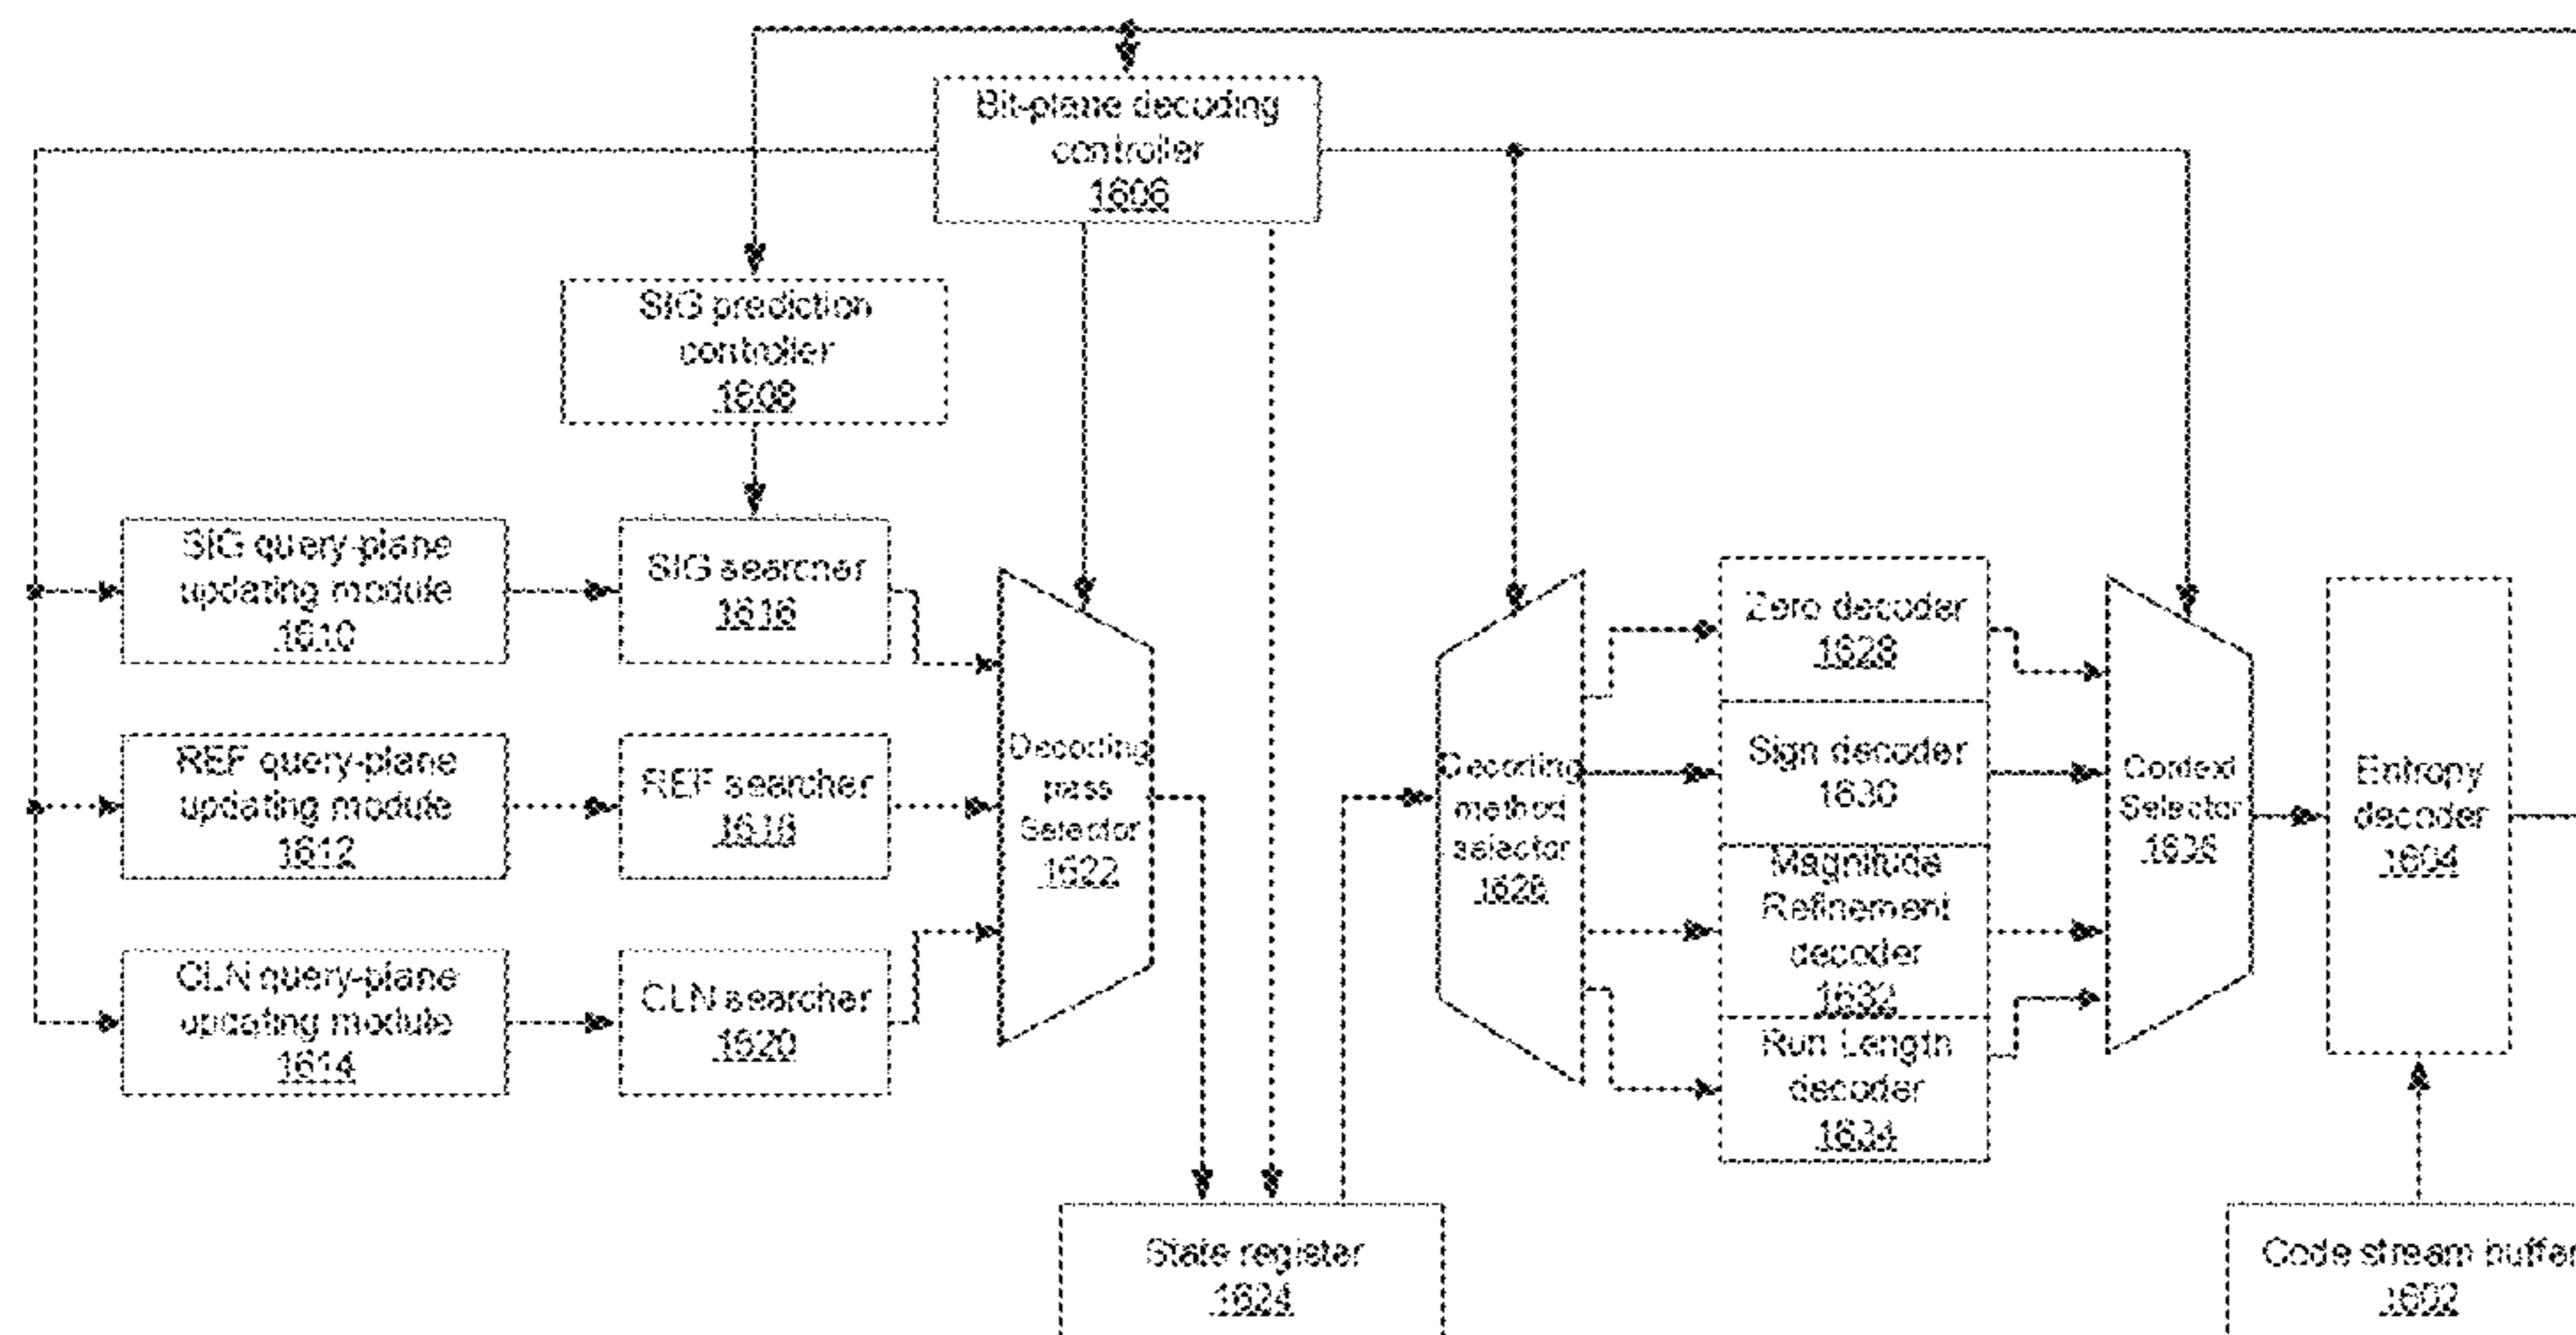 Bit-plane decoding
controller
1606
SIG prediction
controller
1608
SIG query-plane
updating module
1610
SIG searcher
1616
REF query-plane
updating module
1612
REF searcher
1618
CLN query-plane
updating module
1614
CLN searcher
1620
Decoding
pass
Selector
1622
State register
1624
Decoding
method
selector
1626
Zero decoder
1628
Sign decoder
1630
Magnitude
Refinement
decoder
1632
Run Length
decoder
1634
Context
Selector
1636
Entropy
decoder
1604
Code stream buffer
1602